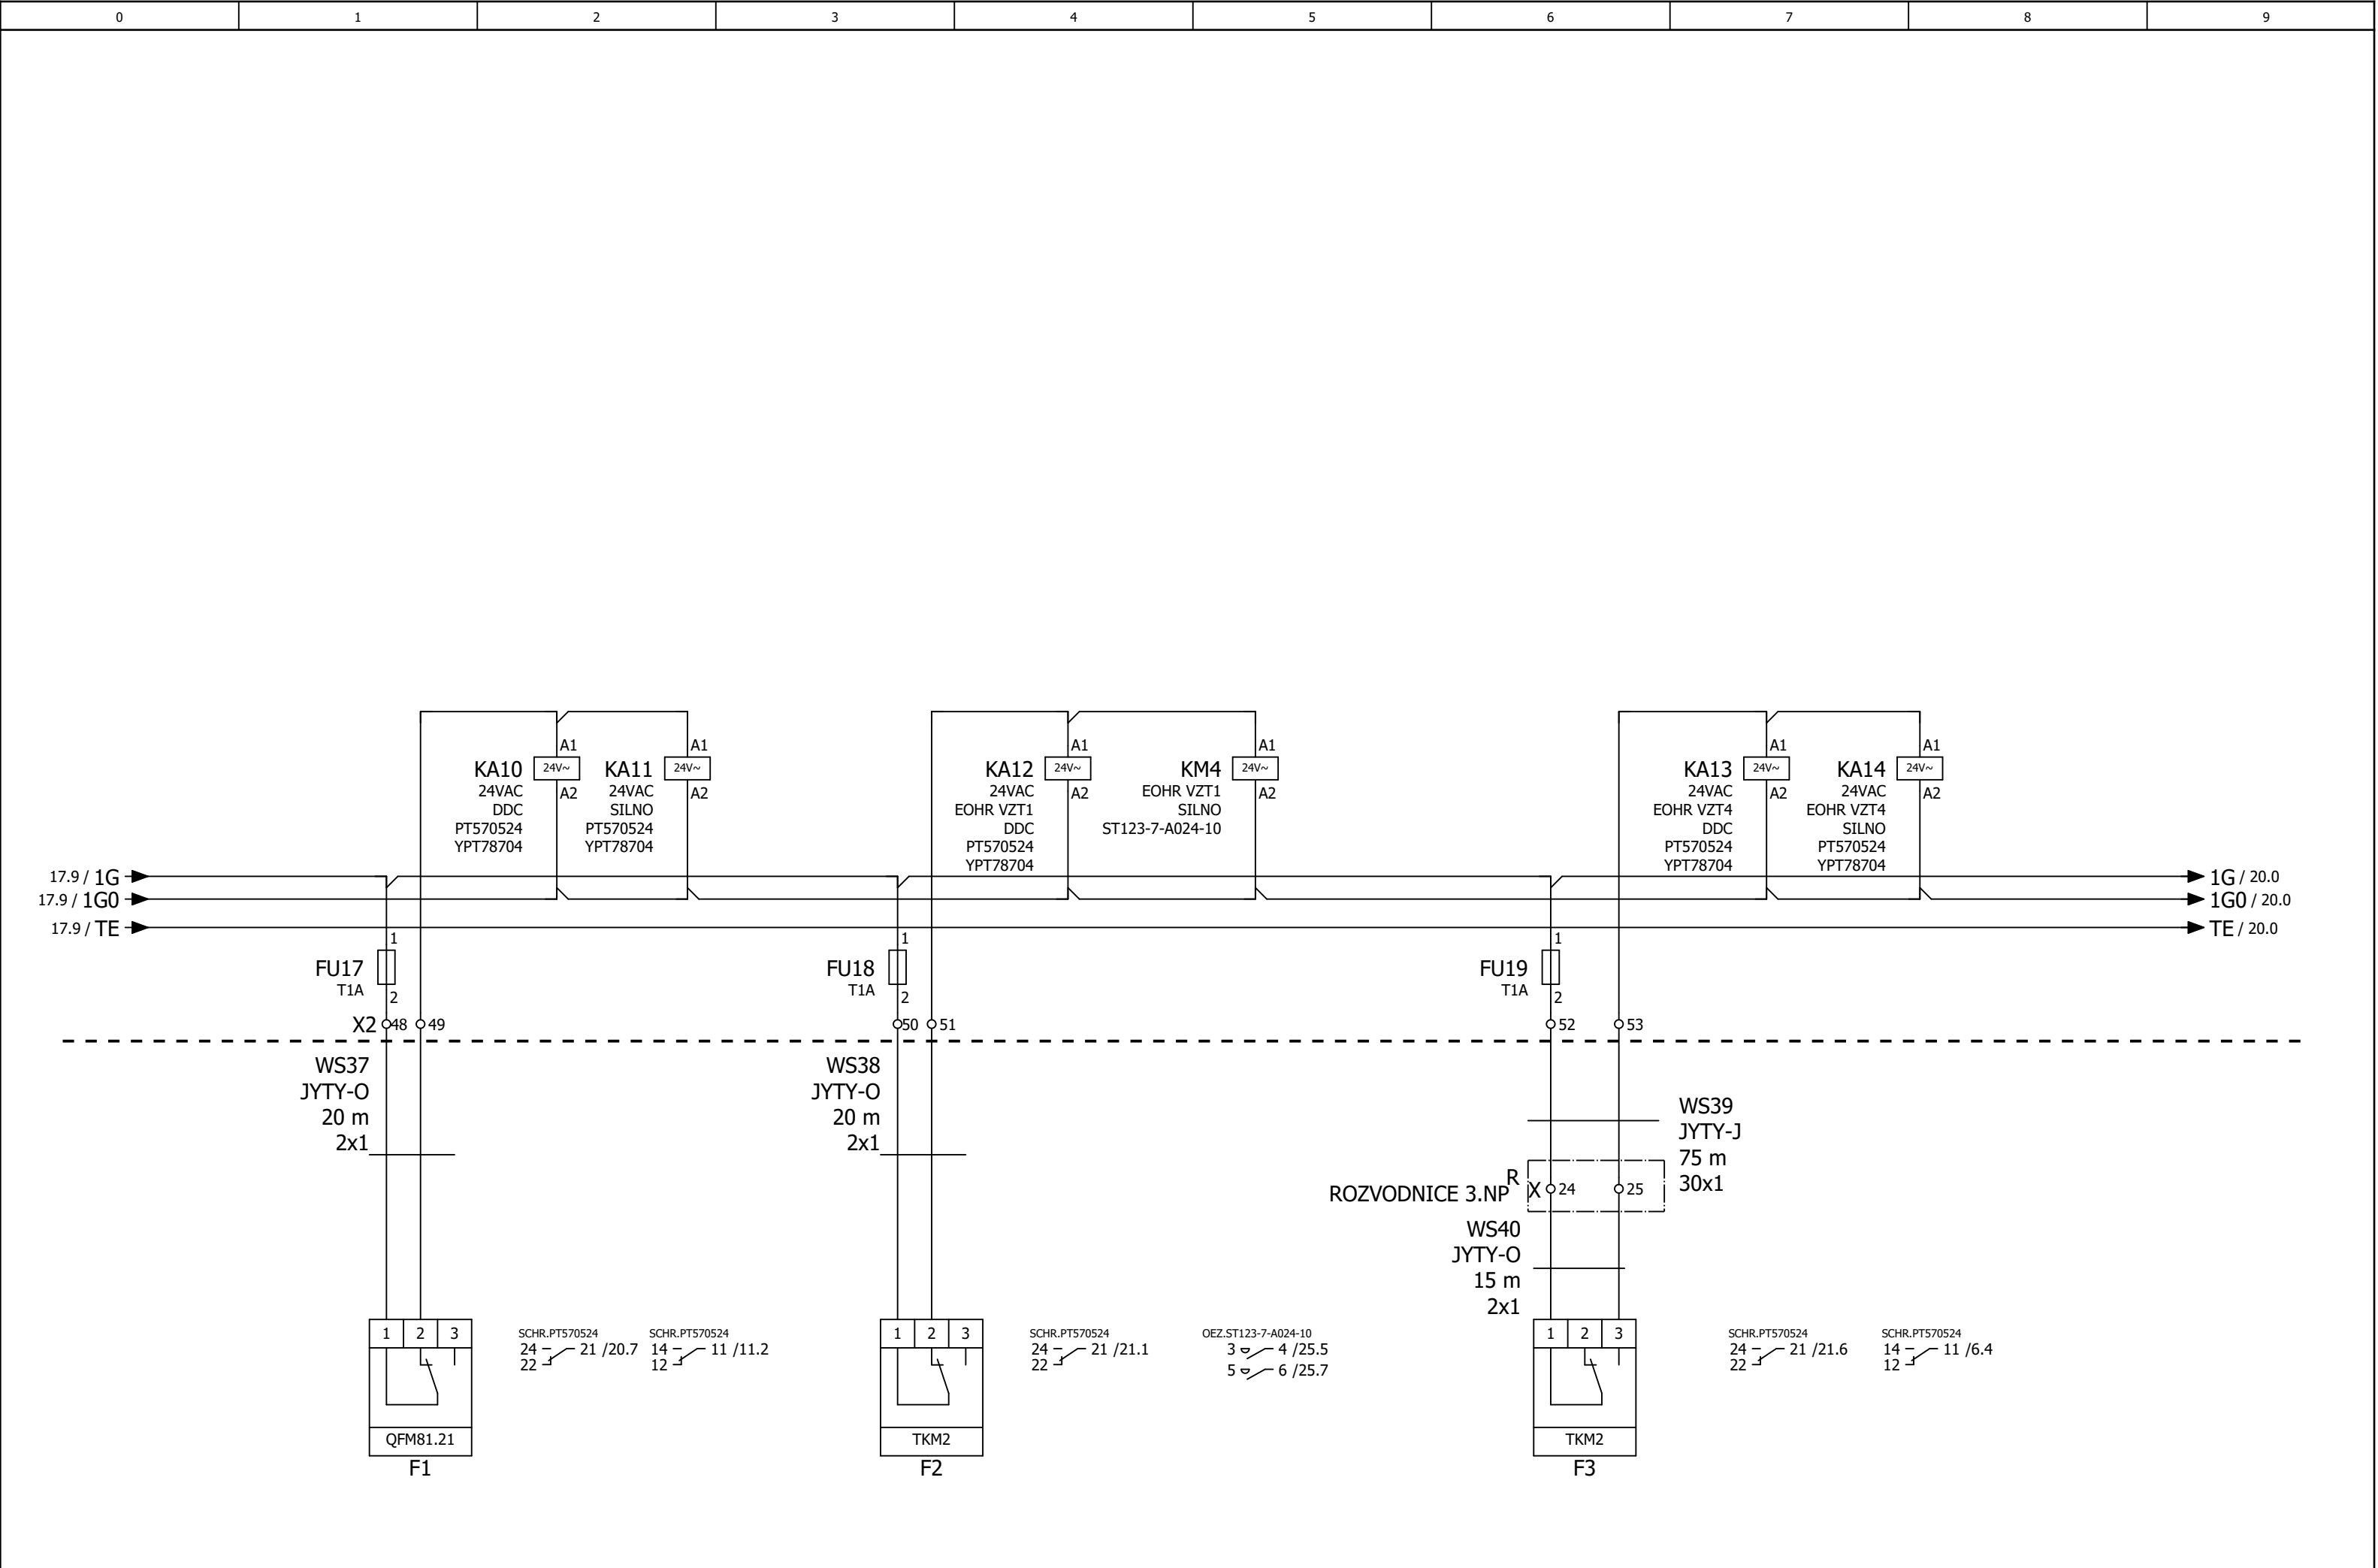 0 1 2 3 4 5 6 7 8 9
A1 A1 A1 A1 A1 A1
KA10 24V~ KA11 24V~ KA12 24V~ KM4 24V~ KA13 24V~ KA14 24V~
24VAC A2 24VAC A2 24VAC A2 EOHR VZT1 A2 24VAC A2 24VAC A2
DDC SILNO EOHR VZT1 SILNO EOHR VZT4 EOHR VZT4
PT570524 PT570524 DDC ST123-7-A024-10 DDC SILNO
YPT78704 YPT78704 PT570524 PT570524 PT570524
YPT78704 YPT78704 YPT78704
17.9 / 1G 1G / 20.0
17.9 / 1G0 1G0 / 20.0
17.9 / TE TE / 20.0
1 1 1
FU17 FU18 FU19
T1A T1A T1A
2 2 2
X2 48 49 50 51 52 53
WS37 WS38
JYTY-O JYTY-O
20 m 20 m
2x1 2x1
WS39
JYTY-J
75 m
30x1
R
ROZVODNICE 3.NP X 24 25
WS40
JYTY-O
15 m
2x1
1 2 3 SCHR.PT570524 SCHR.PT570524 1 2 3 SCHR.PT570524 OEZ.ST123-7-A024-10 1 2 3 SCHR.PT570524 SCHR.PT570524
24 21 /20.7 14 11 /11.2 24 21 /21.1 3 4 /25.5 24 21 /21.6 14 11 /6.4
22 12 22 5 6 /25.7 22 12
QFM81.21 TKM2 TKM2
F1 F2 F3